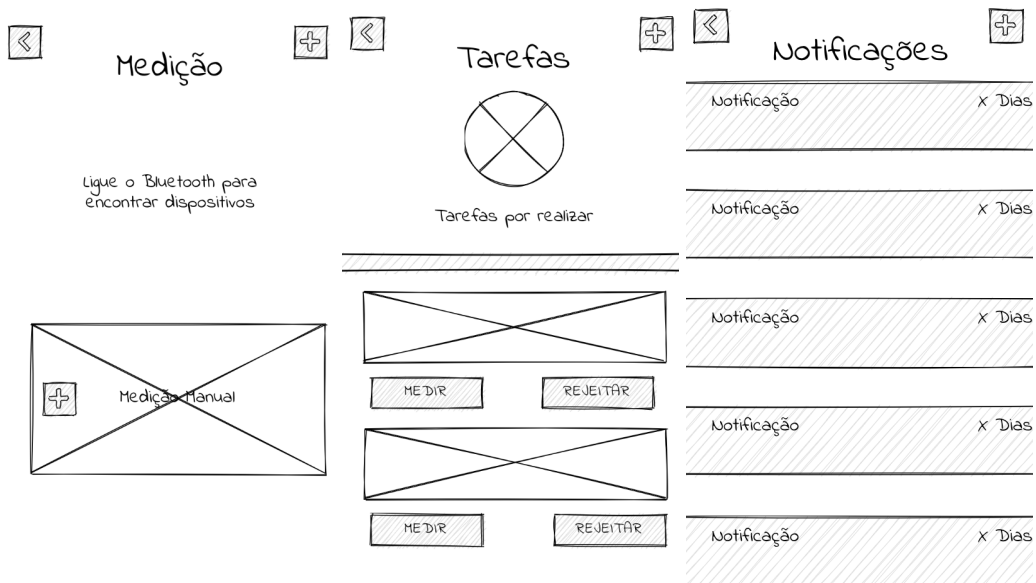 Medição
Ligue o Bluetooth para
encontrar dispositivos
Medição Manual
Tarefas
Tarefas por realizar
MEDIR
REJEITAR
MEDIR
REJEITAR
Notificações
Notificação
X Dias
Notificação
X Dias
Notificação
X Dias
Notificação
X Dias
Notificação
X Dias